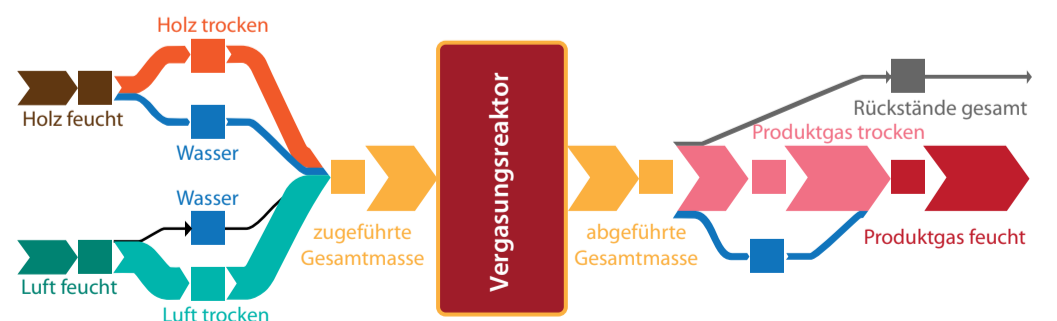 Holz trocken
Holz feucht
Wasser
Wasser
Luft feucht
Luft trocken
zugeführte
Gesamtmasse
Vergasungsreaktor
abgeführte
Gesamtmasse
Rückstände gesamt
Produktgas trocken
Produktgas feucht